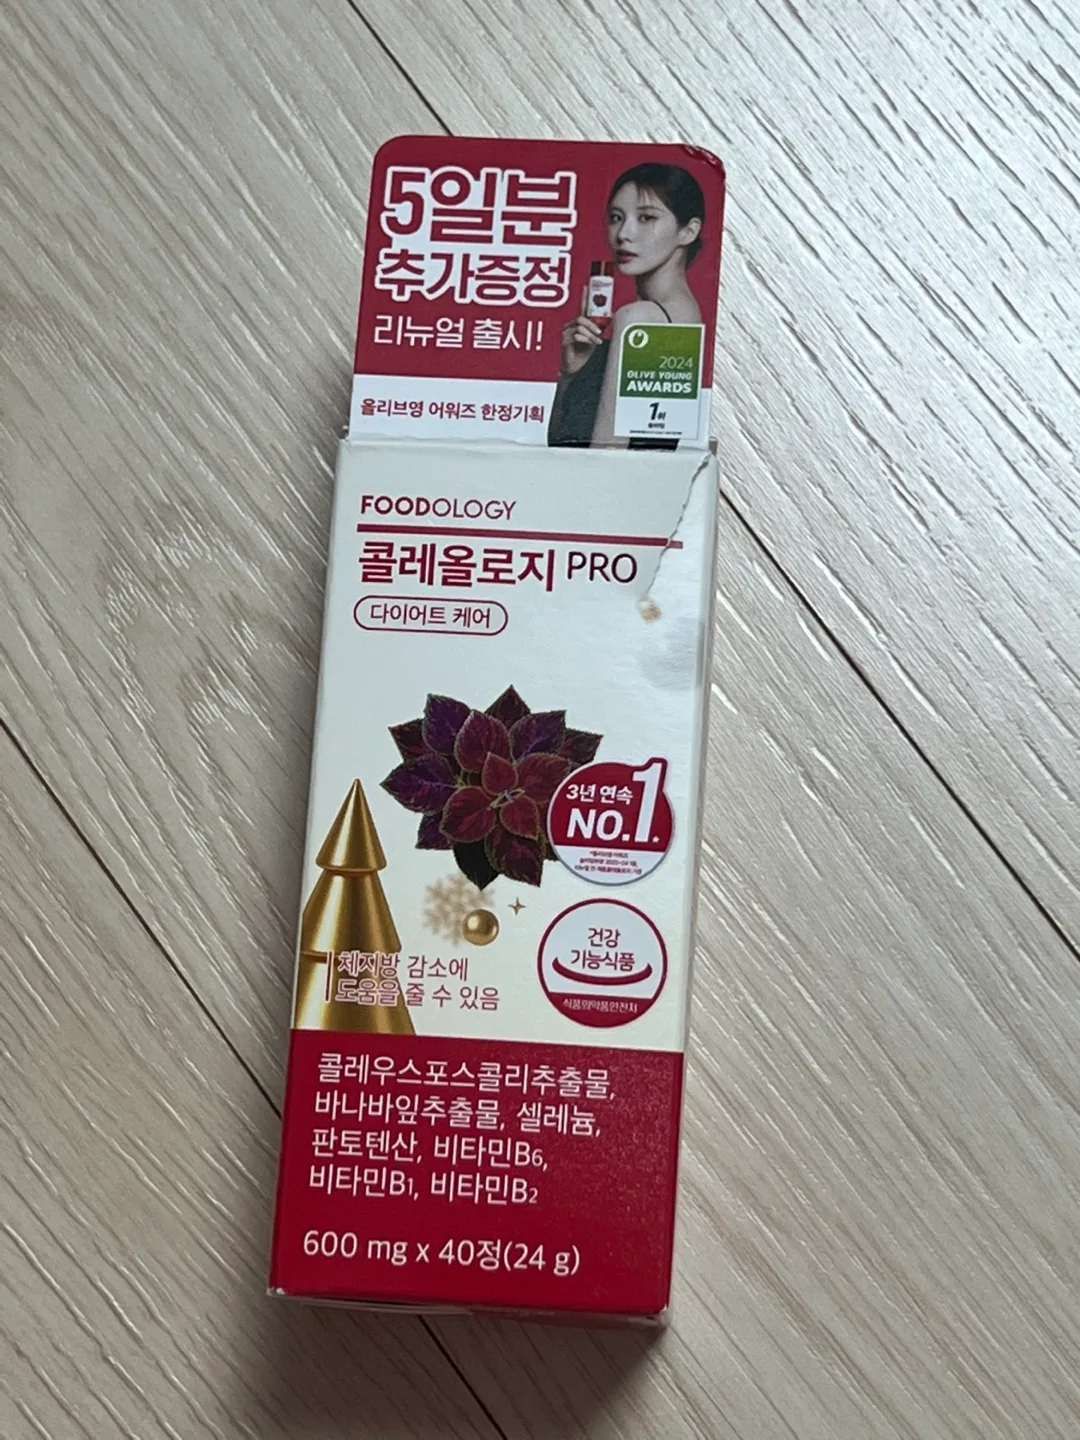 5일분
추가증정
리뉴얼 출시!
2024
OLIVE YOUNG
AWARDS
1위
슬리밍
올리브영 어워즈 한정기획
FOODOLOGY
콜레올로지 PRO
다이어트 케어
3년 연속
NO.1*
건강
기능식품
식품의약품안전처
체지방 감소에
도움을 줄 수 있음
콜레우스포스콜리추출물,
바나바잎추출물, 셀레늄,
판토텐산, 비타민B6,
비타민B1, 비타민B2
600 mg x 40정(24 g)